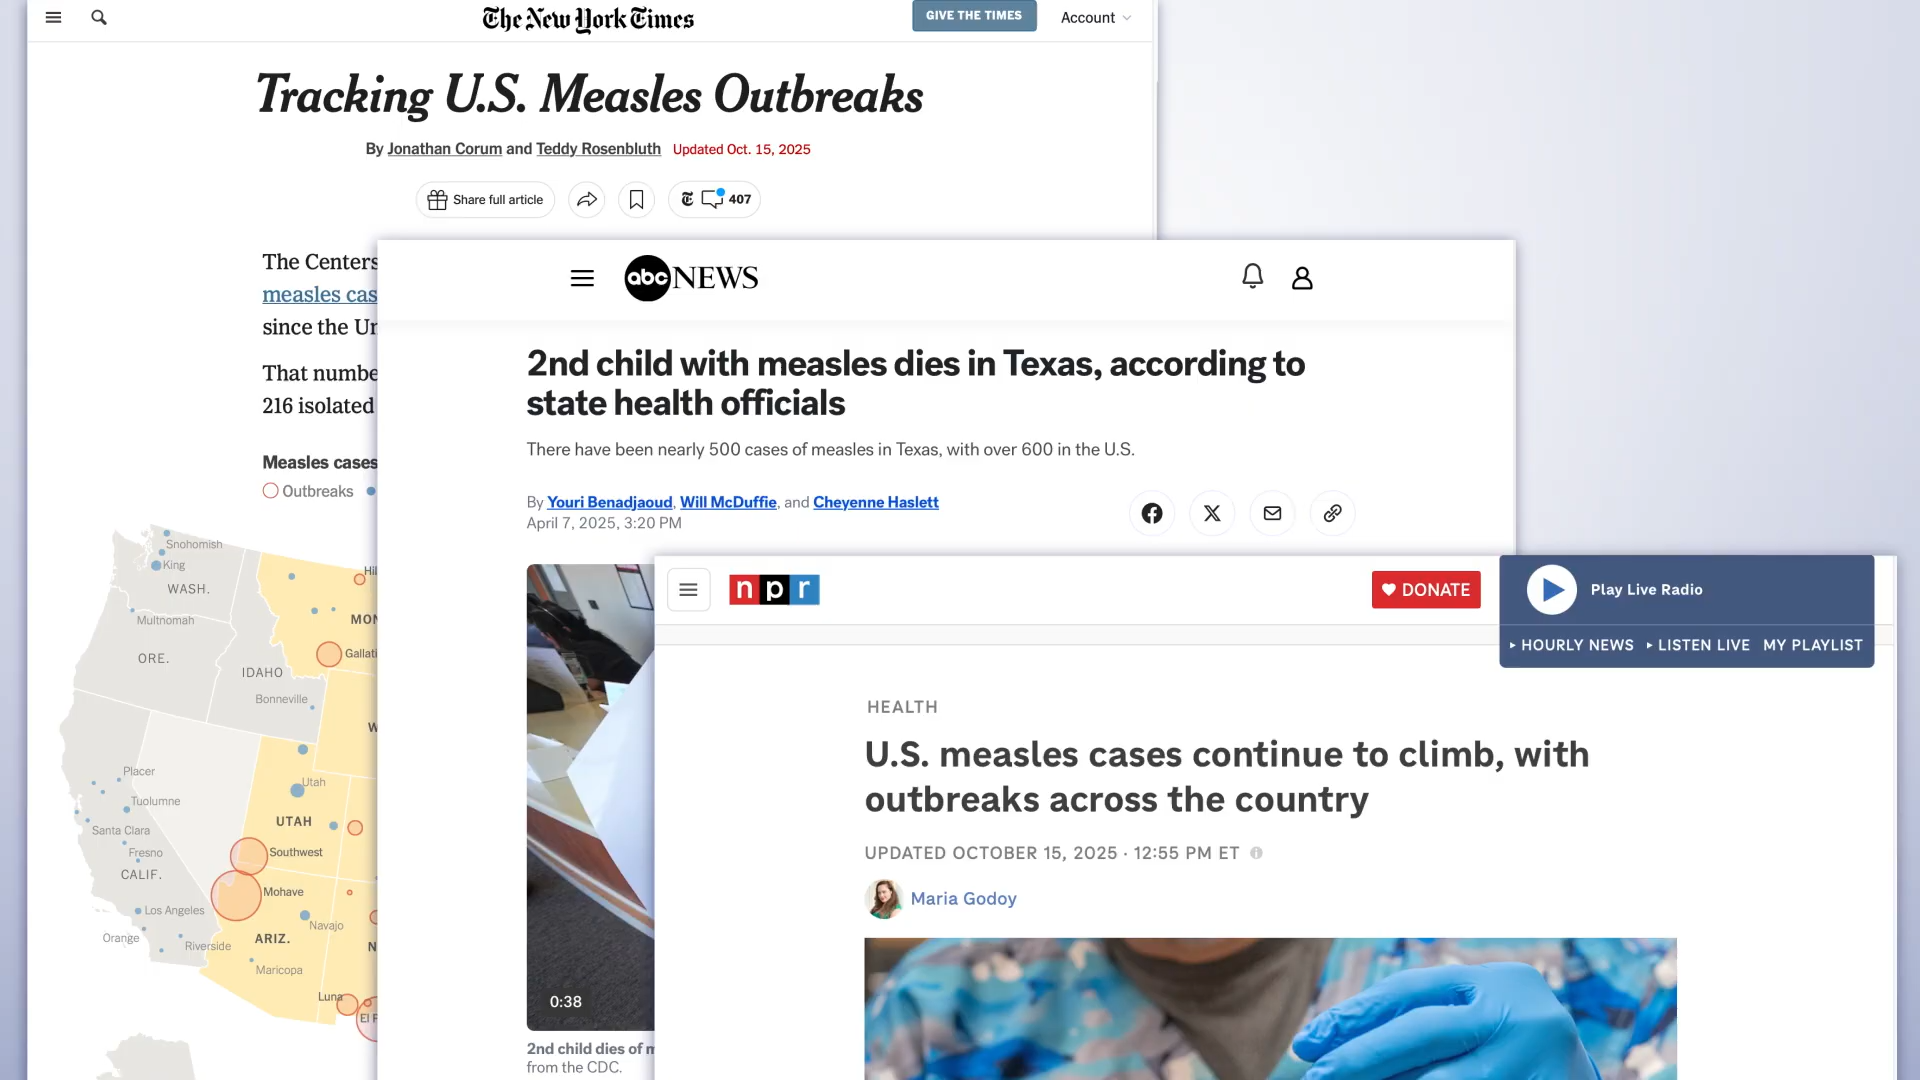 The New York Times
GIVE THE TIMES
Account
Tracking U.S. Measles Outbreaks
By Jonathan Corum and Teddy Rosenbluth Updated Oct. 15, 2025
Share full article
407
The Centers
measles cas
since the Un
That numbe
216 isolated
Measles cases
Outbreaks
Snohomish
King
WASH.
Multnomah
ORE.
IDAHO
Bonneville
Hil
MON
Gallati
W
Placer
Tuolumne
Santa Clara
Fresno
CALIF.
Los Angeles
Orange
Riverside
Utah
UTAH
Southwest
Mohave
Navajo
ARIZ.
N
Maricopa
Luna
El P
abc NEWS
2nd child with measles dies in Texas, according to
state health officials
There have been nearly 500 cases of measles in Texas, with over 600 in the U.S.
By Youri Benadjaoud, Will McDuffie, and Cheyenne Haslett
April 7, 2025, 3:20 PM
0:38
2nd child dies of m
from the CDC.
npr
DONATE
Play Live Radio
HOURLY NEWS LISTEN LIVE MY PLAYLIST
HEALTH
U.S. measles cases continue to climb, with
outbreaks across the country
UPDATED OCTOBER 15, 2025 · 12:55 PM ET
Maria Godoy